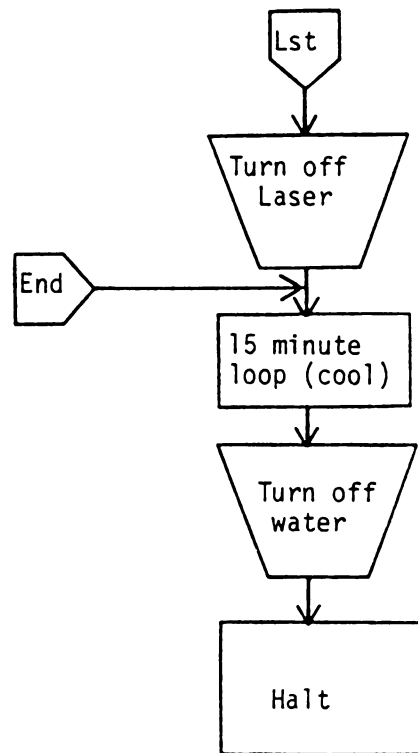 Lst
Turn off
Laser
End
15 minute
loop (cool)
Turn off
water
Halt